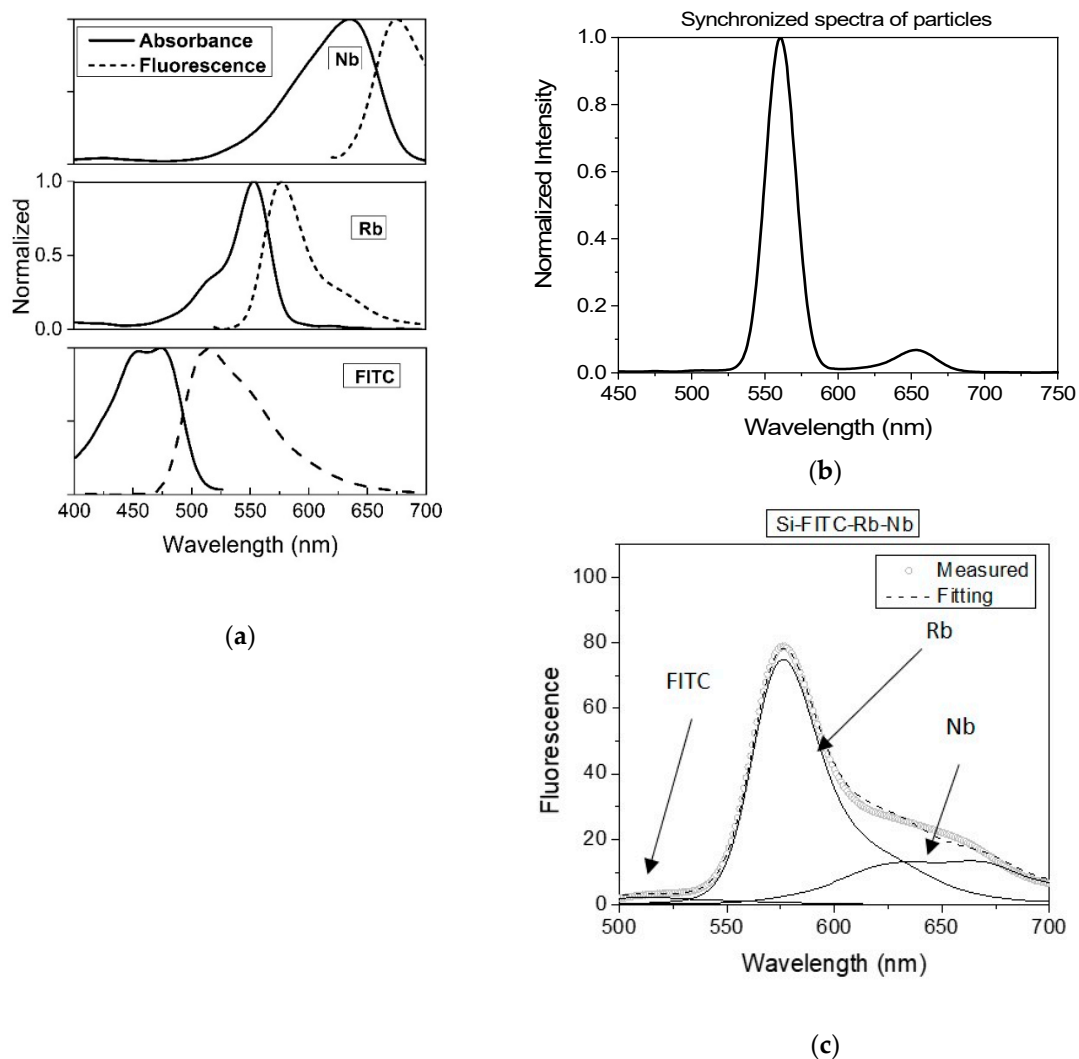 Absorbance
Fluorescence
Nb
1.0
Rb
0.5
0.0
Normalized
FITC
400 450 500 550 600 650 700
Wavelength (nm)
(a)
Synchronized spectra of particles
1.0
0.8
0.6
0.4
0.2
0.0
Normalized Intensity
450 500 550 600 650 700 750
Wavelength (nm)
(b)
Si-FITC-Rb-Nb
100
80
60
40
20
0
Fluorescence
Measured
Fitting
Rb
FITC
Nb
500 550 600 650 700
Wavelength (nm)
(c)